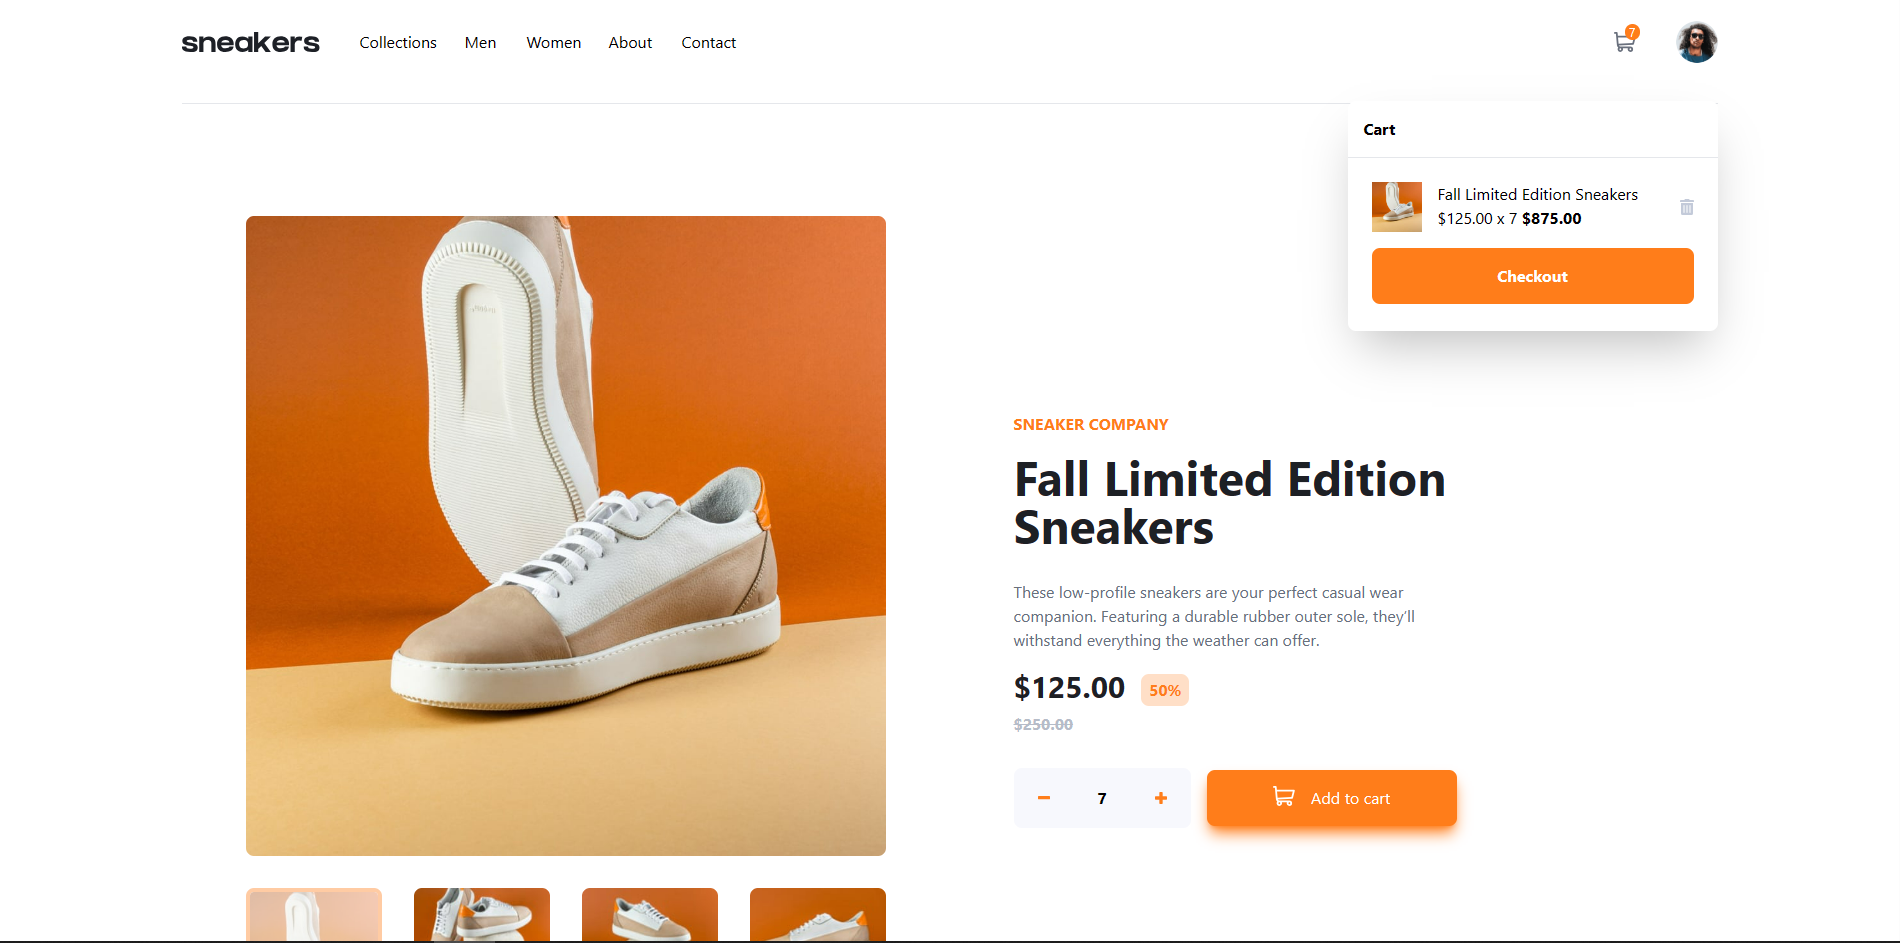 sneakers
Collections Men Women About Contact
7
Cart
Fall Limited Edition Sneakers
$125.00 x 7 $875.00
Checkout
SNEAKER COMPANY
Fall Limited Edition
Sneakers
These low-profile sneakers are your perfect casual wear
companion. Featuring a durable rubber outer sole, they’ll
withstand everything the weather can offer.
$125.00 50%
$250.00
7
Add to cart